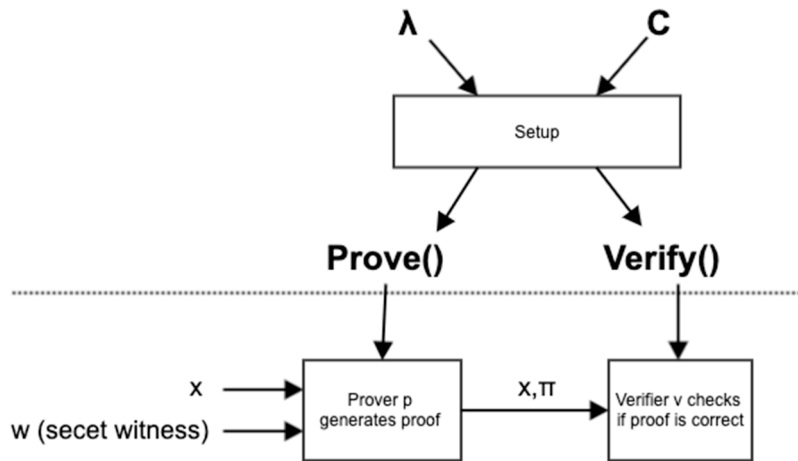 λ
C
Setup
Prove()
Verify()
x
w (secet witness)
Prover p
generates proof
x,π
Verifier v checks
if proof is correct